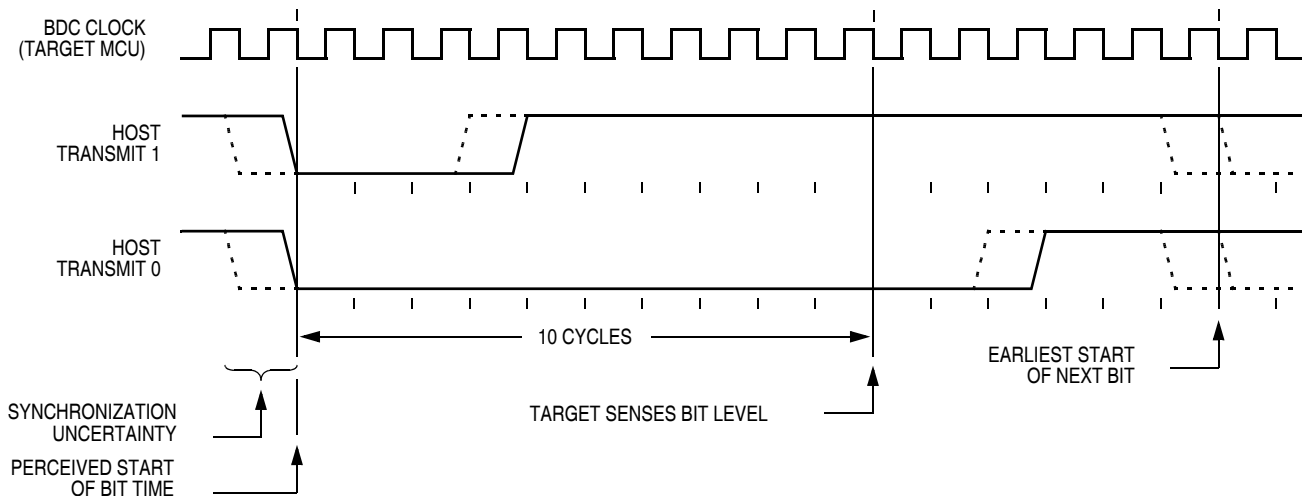 BDC CLOCK
(TARGET MCU)
HOST
TRANSMIT 1
HOST
TRANSMIT 0
10 CYCLES
EARLIEST START
OF NEXT BIT
SYNCHRONIZATION
UNCERTAINTY
TARGET SENSES BIT LEVEL
PERCEIVED START
OF BIT TIME